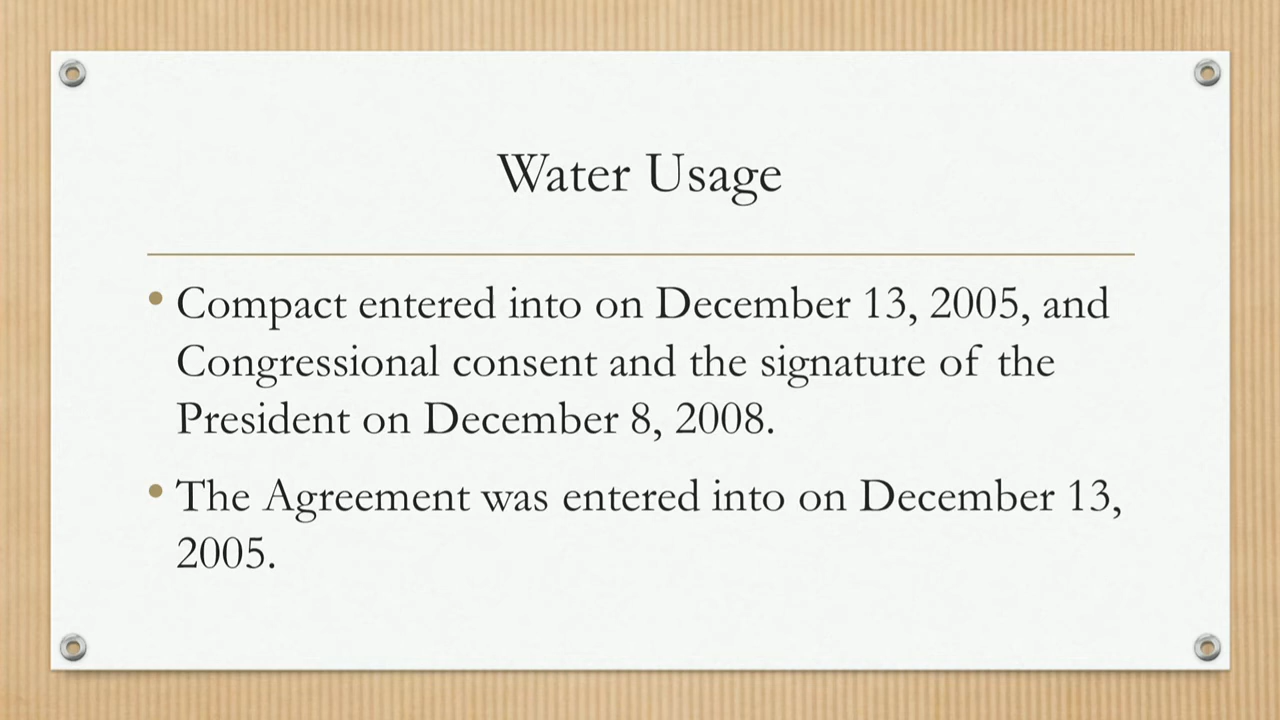 Water Usage
• Compact entered into on December 13, 2005, and
Congressional consent and the signature of the
President on December 8, 2008.
• The Agreement was entered into on December 13,
2005.